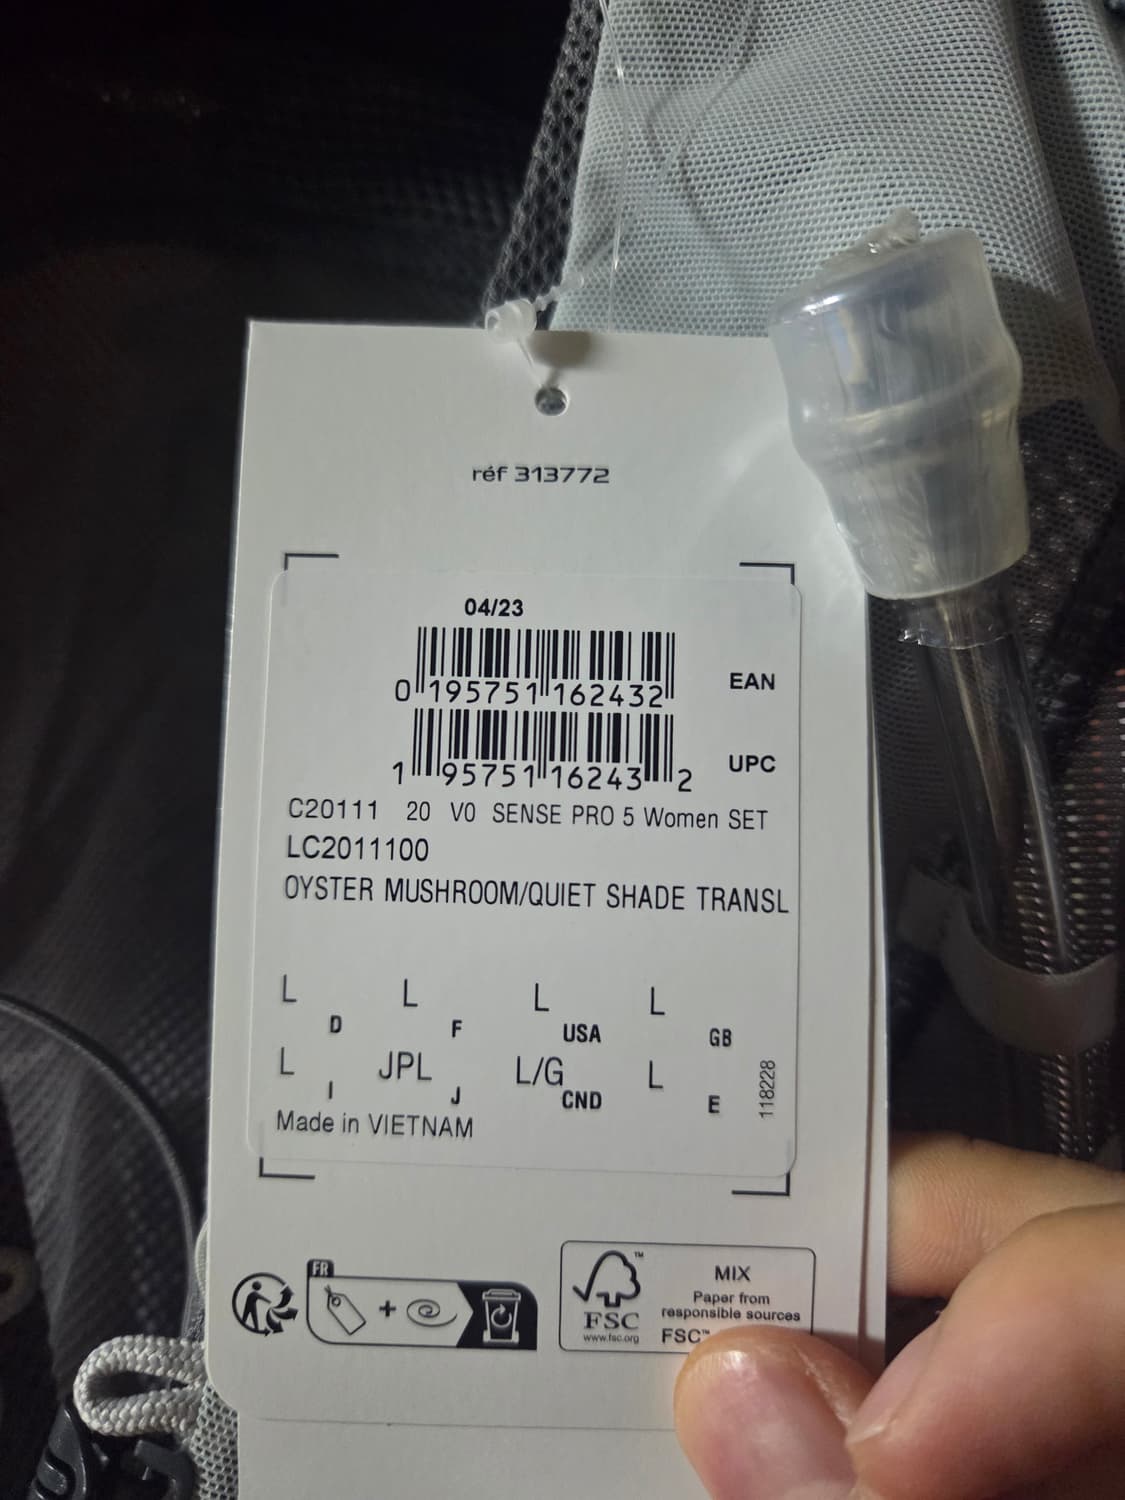 réf 313772
04/23
0 195751 162432
EAN
1 95751 16243 2
UPC
C20111 20 V0 SENSE PRO 5 Women SET
LC2011100
OYSTER MUSHROOM/QUIET SHADE TRANSL
L D L F L USA L GB
L I JPL J L/G CND L E
118228
Made in VIETNAM
FR
+
FSC
™
www.fsc.org
MIX
Paper from
responsible sources
FSC™